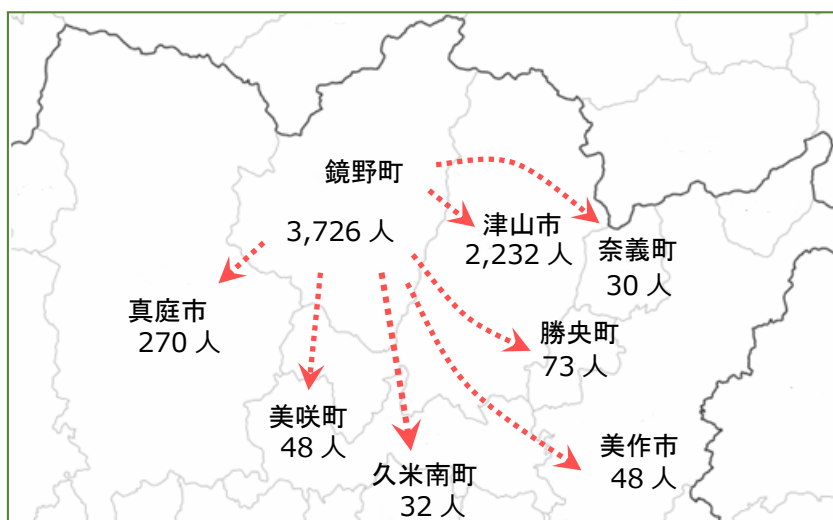 鏡野町
3,726 人
津山市
2,232 人
奈義町
30 人
真庭市
270 人
勝央町
73 人
美咲町
48 人
久米南町
32 人
美作市
48 人